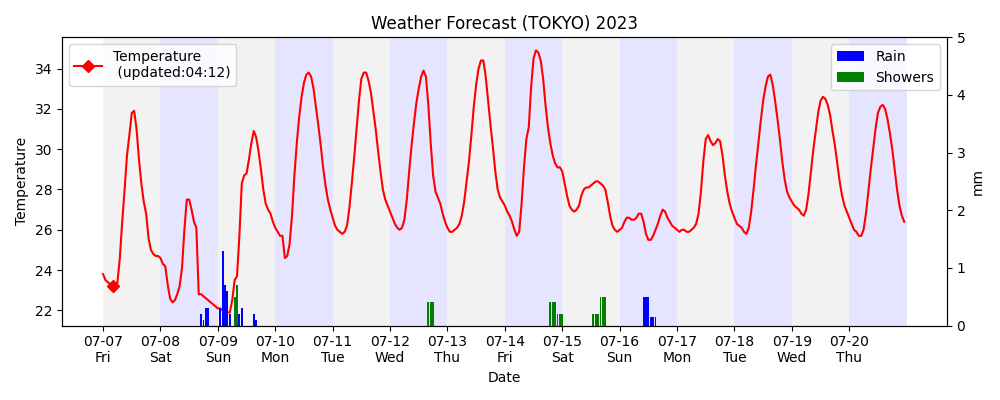 Weather Forecast (TOKYO) 2023
Temperature
(updated:04:12)
Rain
Showers
Temperature
34
32
30
28
26
24
22
5
4
3
2
1
0
mm
07-07 07-08 07-09 07-10 07-11 07-12 07-13 07-14 07-15 07-16 07-17 07-18 07-19 07-20
Fri Sat Sun Mon Tue Wed Thu Fri Sat Sun Mon Tue Wed Thu
Date